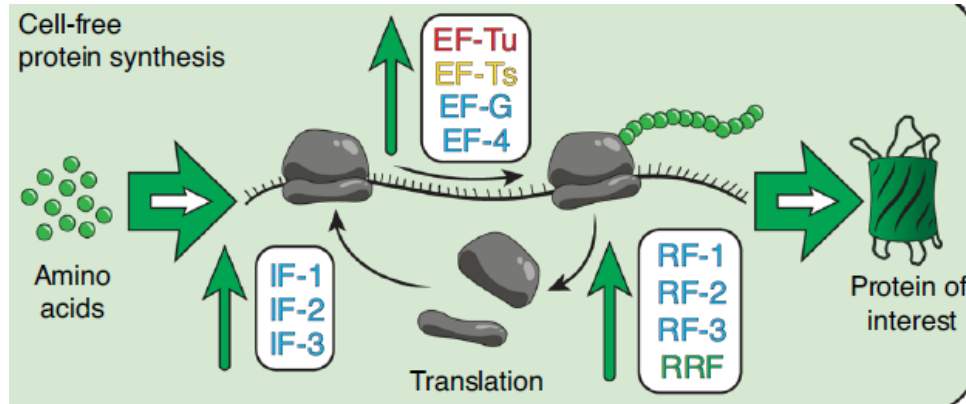 Cell-free
protein synthesis
EF-Tu
EF-Ts
EF-G
EF-4
Amino
acids
IF-1
IF-2
IF-3
Translation
RF-1
RF-2
RF-3
RRF
Protein of
interest